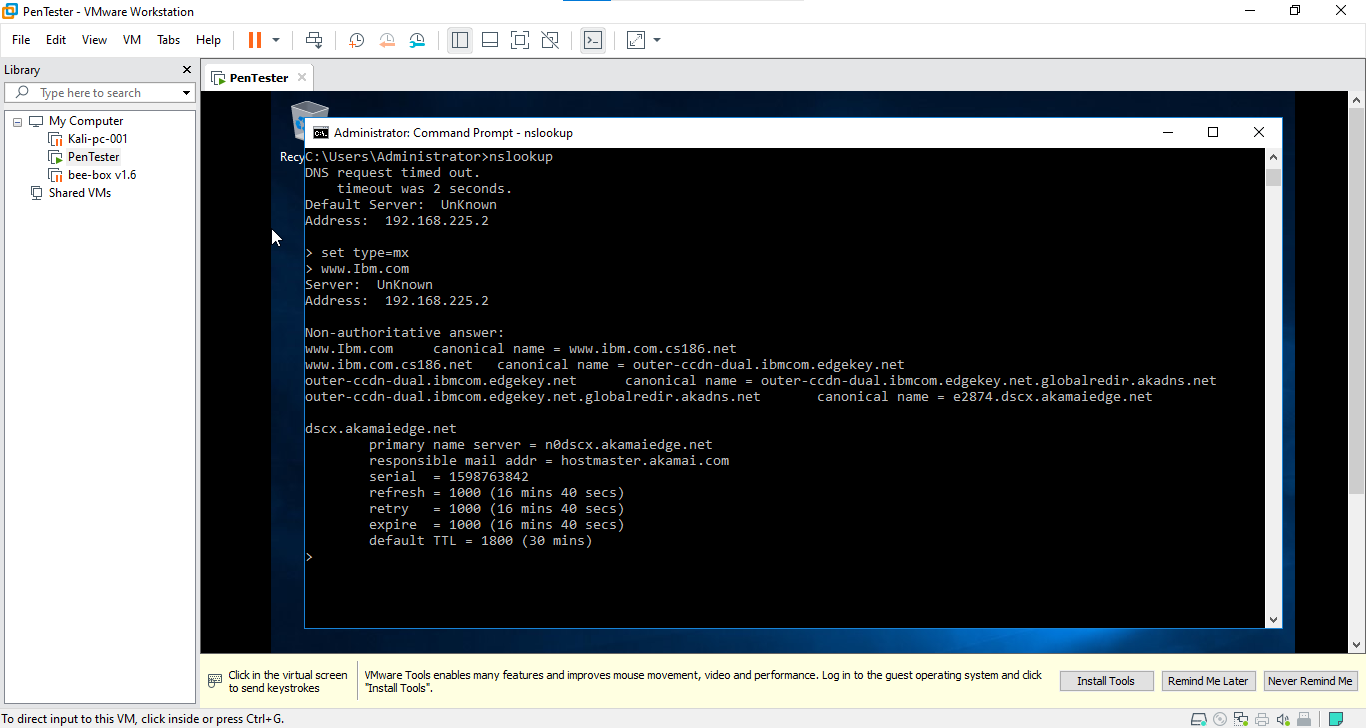 PenTester - VMware Workstation
File Edit View VM Tabs Help
Library
PenTester
Type here to search
My Computer
Kali-pc-001
PenTester
bee-box v1.6
Shared VMs
Recy
Administrator: Command Prompt - nslookup
C:\Users\Administrator>nslookup
DNS request timed out.
timeout was 2 seconds.
Default Server: UnKnown
Address: 192.168.225.2
> set type=mx
> www.Ibm.com
Server: UnKnown
Address: 192.168.225.2
Non-authoritative answer:
www.Ibm.com canonical name = www.ibm.com.cs186.net
www.ibm.com.cs186.net canonical name = outer-ccdn-dual.ibmcom.edgekey.net
outer-ccdn-dual.ibmcom.edgekey.net canonical name = outer-ccdn-dual.ibmcom.edgekey.net.globalredir.akadns.net
outer-ccdn-dual.ibmcom.edgekey.net.globalredir.akadns.net canonical name = e2874.dscx.akamaiedge.net
dscx.akamaiedge.net
primary name server = n0dscx.akamaiedge.net
responsible mail addr = hostmaster.akamai.com
serial = 1598763842
refresh = 1000 (16 mins 40 secs)
retry = 1000 (16 mins 40 secs)
expire = 1000 (16 mins 40 secs)
default TTL = 1800 (30 mins)
>
Click in the virtual screen
to send keystrokes
VMware Tools enables many features and improves mouse movement, video and performance. Log in to the guest operating system and click
"Install Tools".
Install Tools
Remind Me Later
Never Remind Me
To direct input to this VM, click inside or press Ctrl+G.